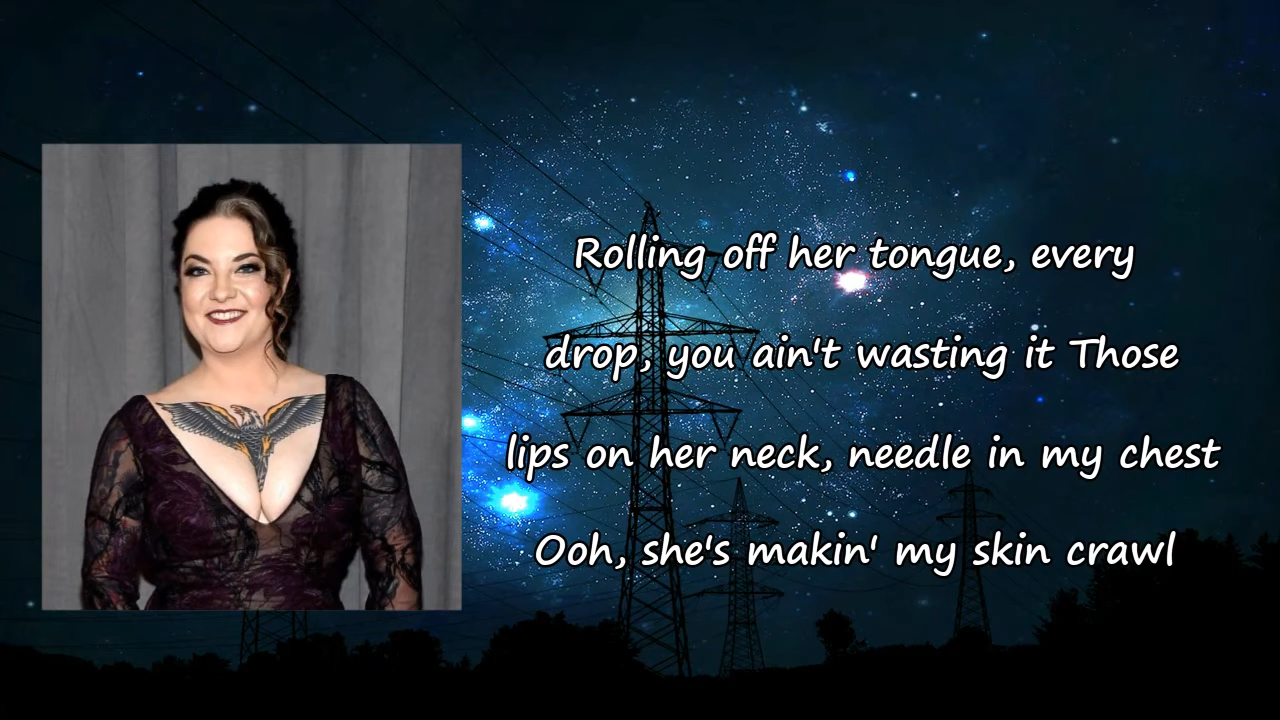 Rolling off her tongue, every
drop, you ain't wasting it Those
lips on her neck, needle in my chest
Ooh, she's makin' my skin crawl